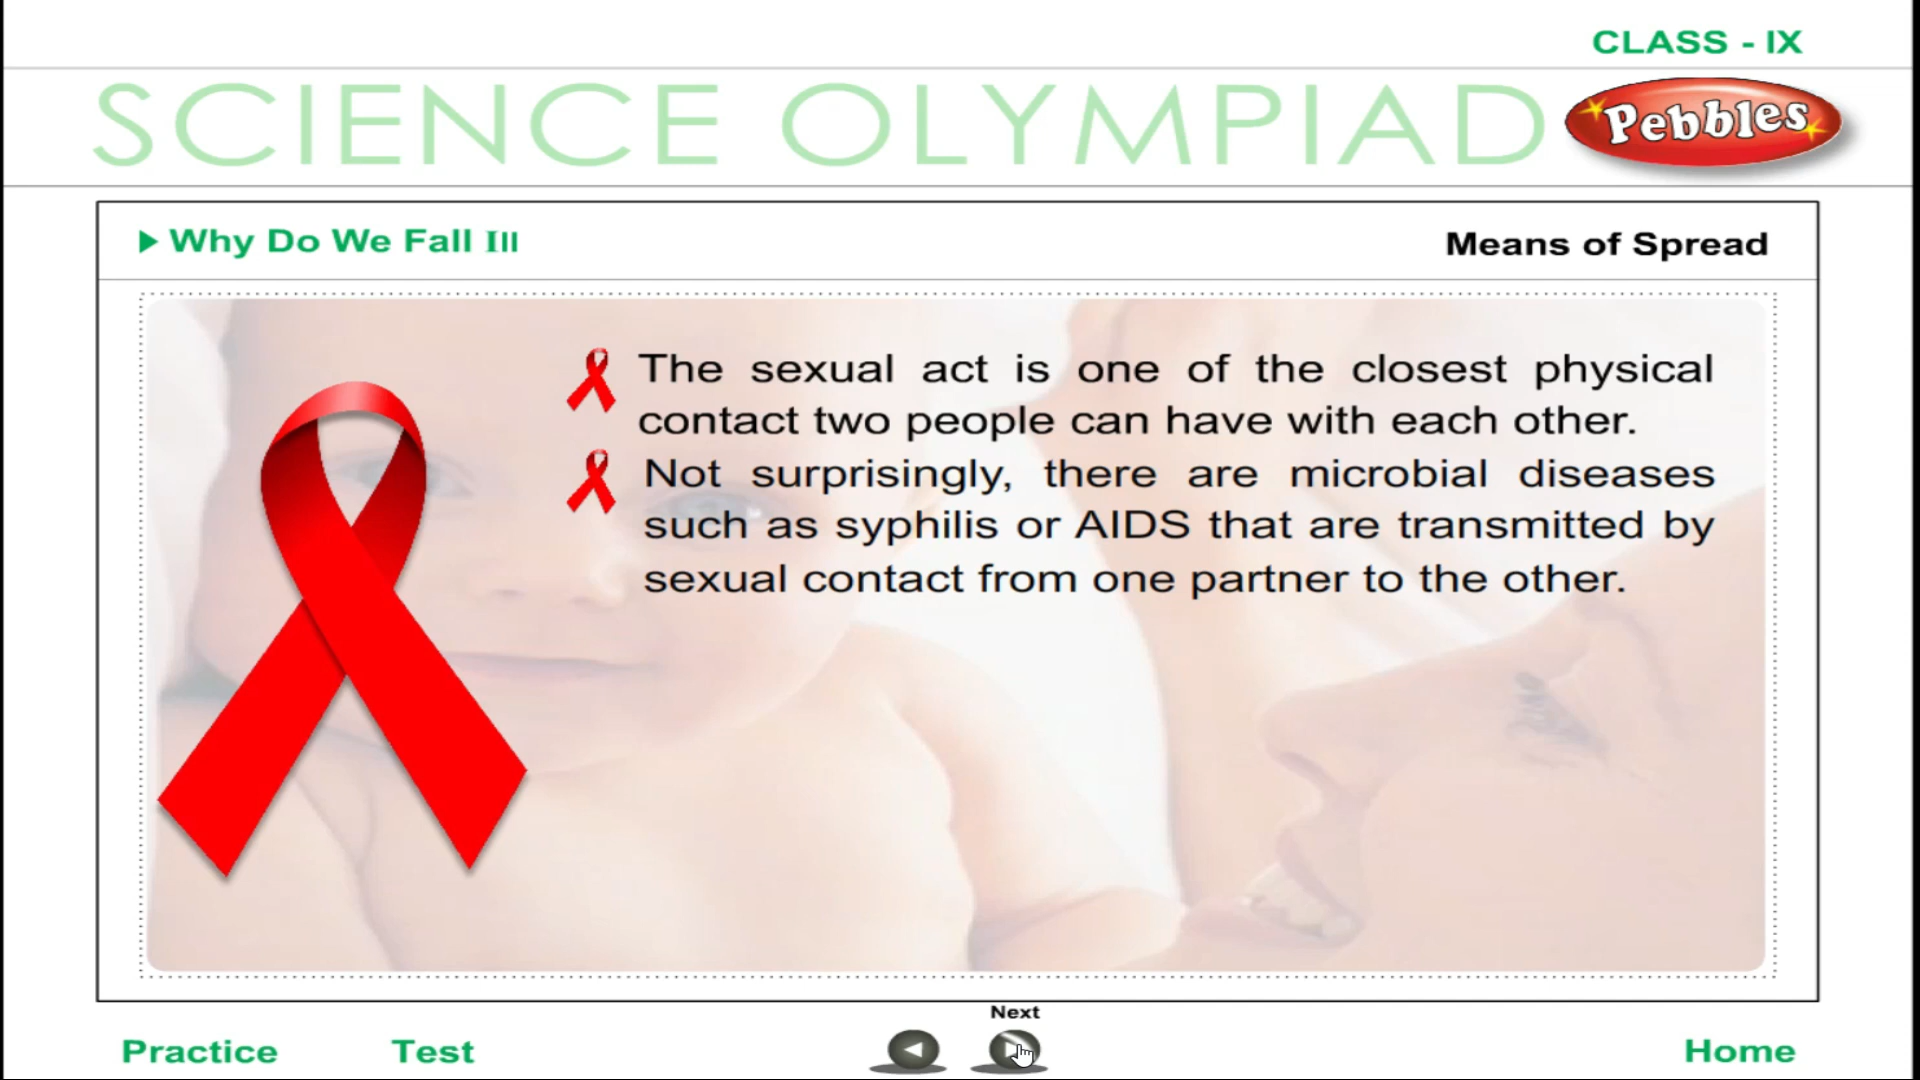 CLASS - IX
SCIENCE OLYMPIAD
Pebbles
Why Do We Fall Ill
Means of Spread
The sexual act is one of the closest physical
contact two people can have with each other.
Not surprisingly, there are microbial diseases
such as syphilis or AIDS that are transmitted by
sexual contact from one partner to the other.
Next
Practice
Test
Home